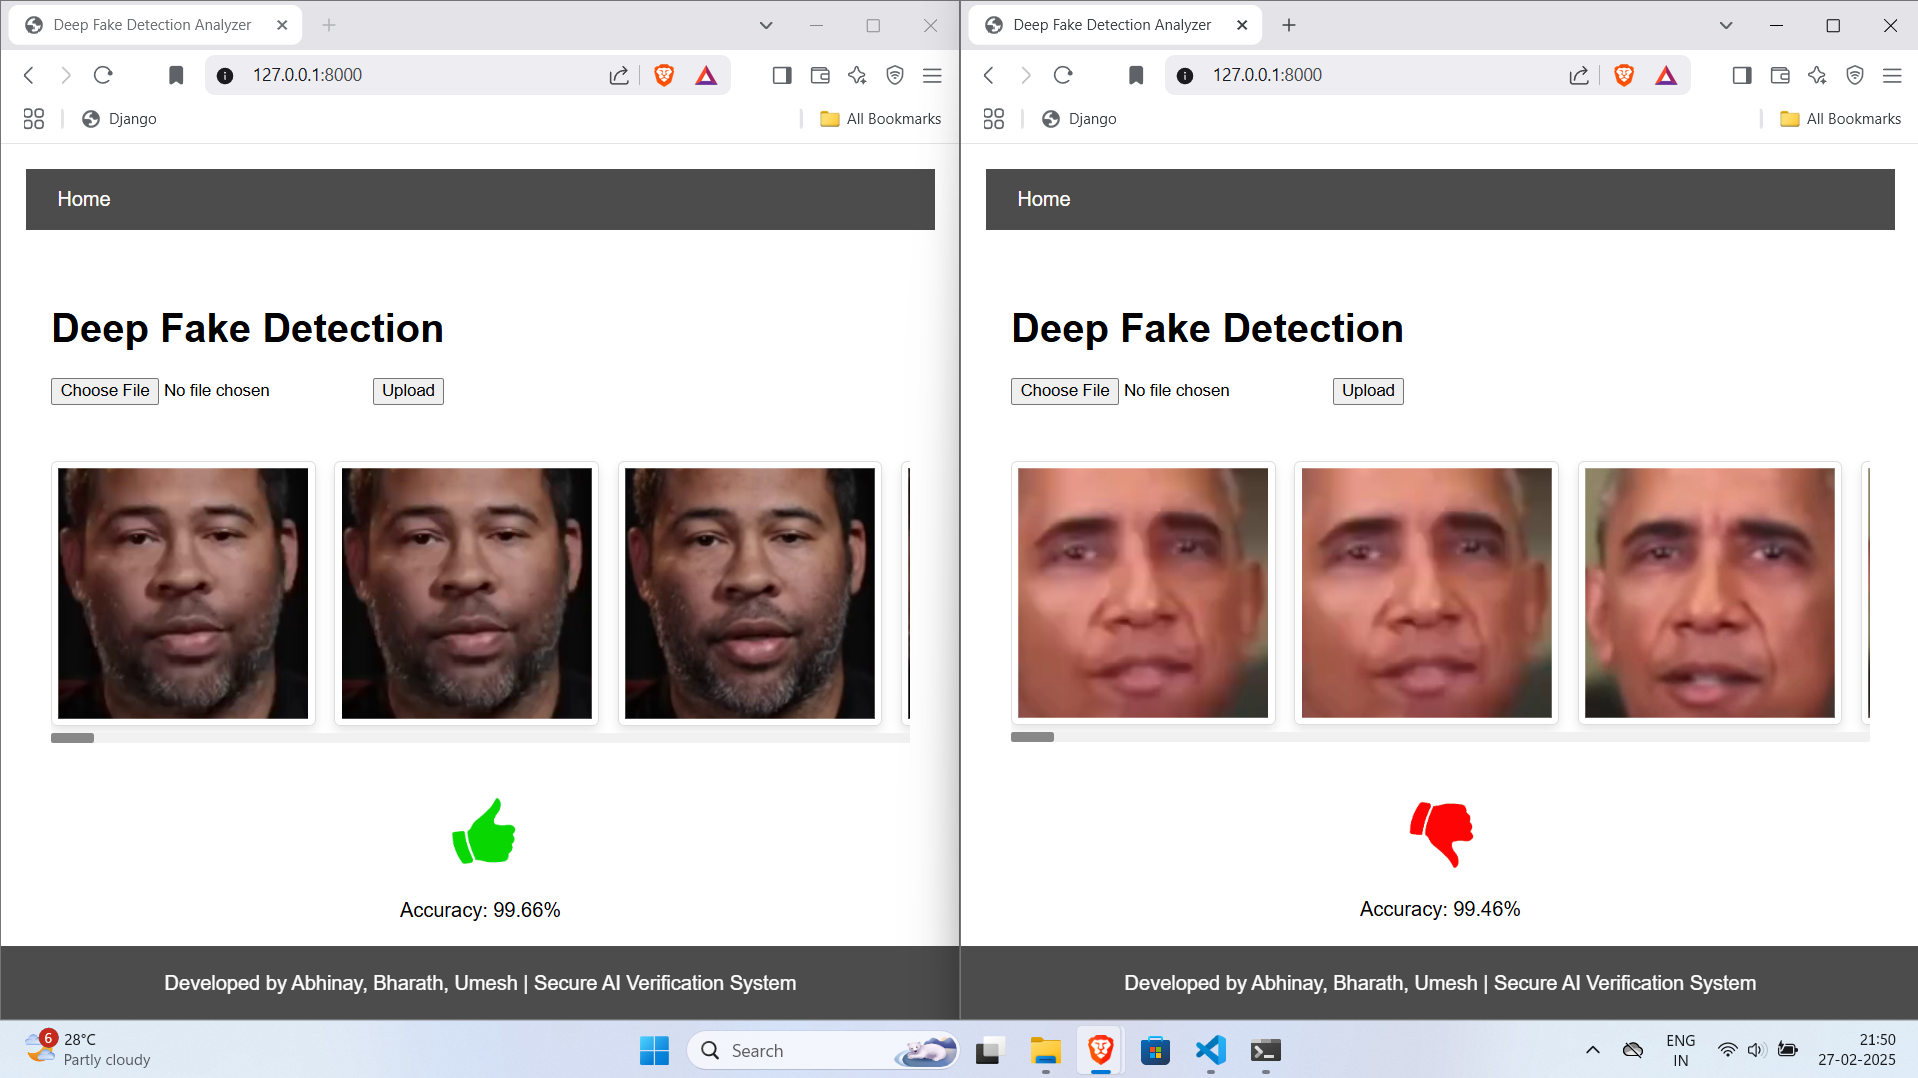 Deep Fake Detection Analyzer
127.0.0.1:8000
Django
All Bookmarks
Home
Deep Fake Detection
Choose File No file chosen Upload
Accuracy: 99.66%
Developed by Abhinay, Bharath, Umesh | Secure AI Verification System
Deep Fake Detection Analyzer
127.0.0.1:8000
Django
All Bookmarks
Home
Deep Fake Detection
Choose File No file chosen Upload
Accuracy: 99.46%
Developed by Abhinay, Bharath, Umesh | Secure AI Verification System
6
28°C
Partly cloudy
Search
ENG
IN
21:50
27-02-2025